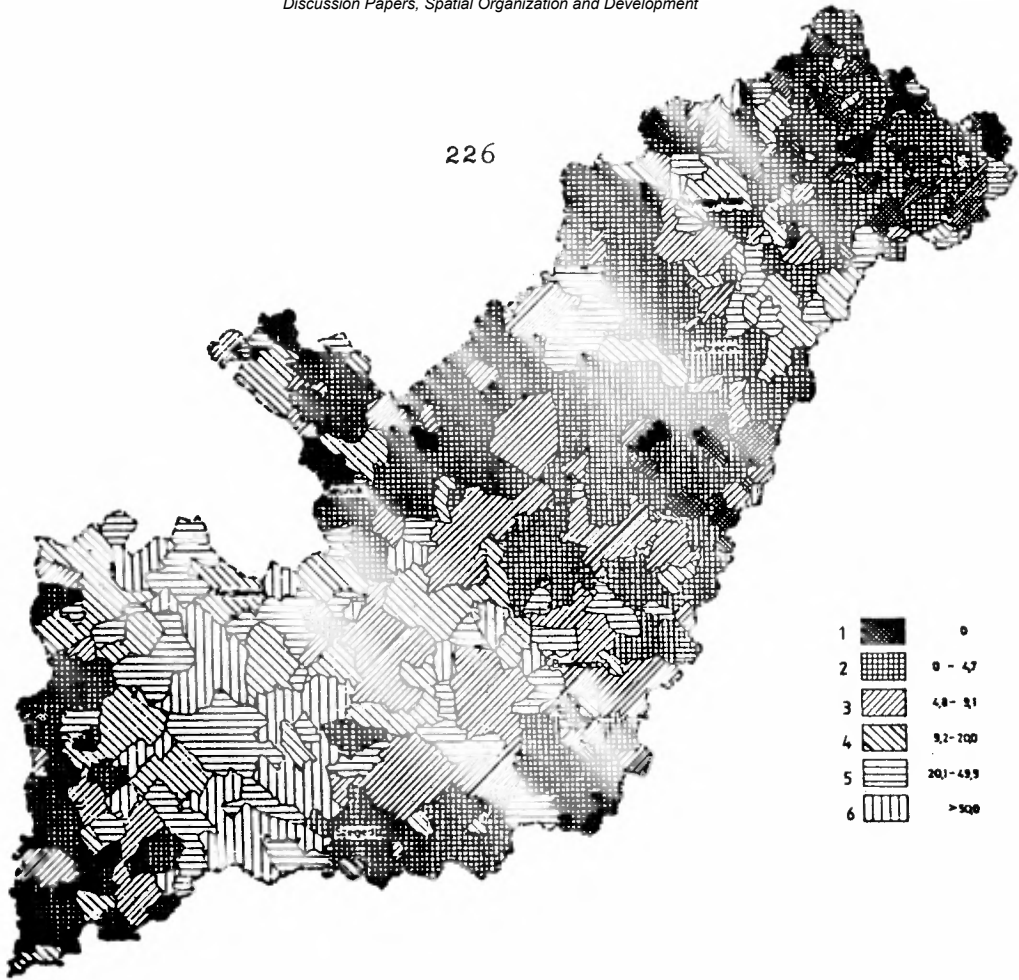 Discussion Papers, Spatial Organization and Development
226
Szeged
1 0
2 0 - 4,7
3 4,8 - 9,1
4 9,2-20,0
5 20,1-49,9
6 >50,0